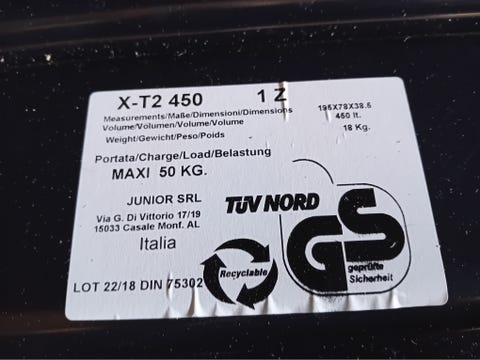 X-T2 450 1 Z
Measurements/Maße/Dimensioni/Dimensions 195X78X38.5
Volume/Volumen/Volume/Volume 450 lt.
Weight/Gewicht/Peso/Poids 18 Kg.
Portata/Charge/Load/Belastung
MAXI 50 KG.
JUNIOR SRL
Via G. Di Vittorio 17/19
15033 Casale Monf. AL
Italia
LOT 22/18 DIN 75302
TÜV NORD
Recyclable
GS
geprüfte
Sicherheit